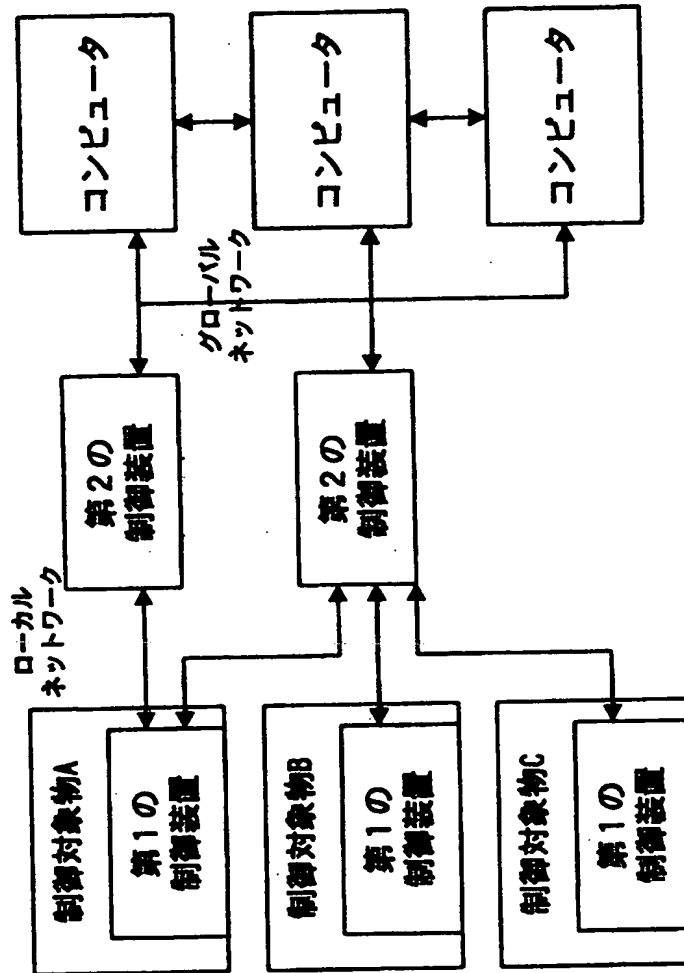 制御対象物C
第1の
制御装置
制御対象物B
第1の
制御装置
制御対象物A
第1の
制御装置
ローカル
ネットワーク
第2の
制御装置
第2の
制御装置
グローバル
ネットワーク
コンピュータ
コンピュータ
コンピュータ